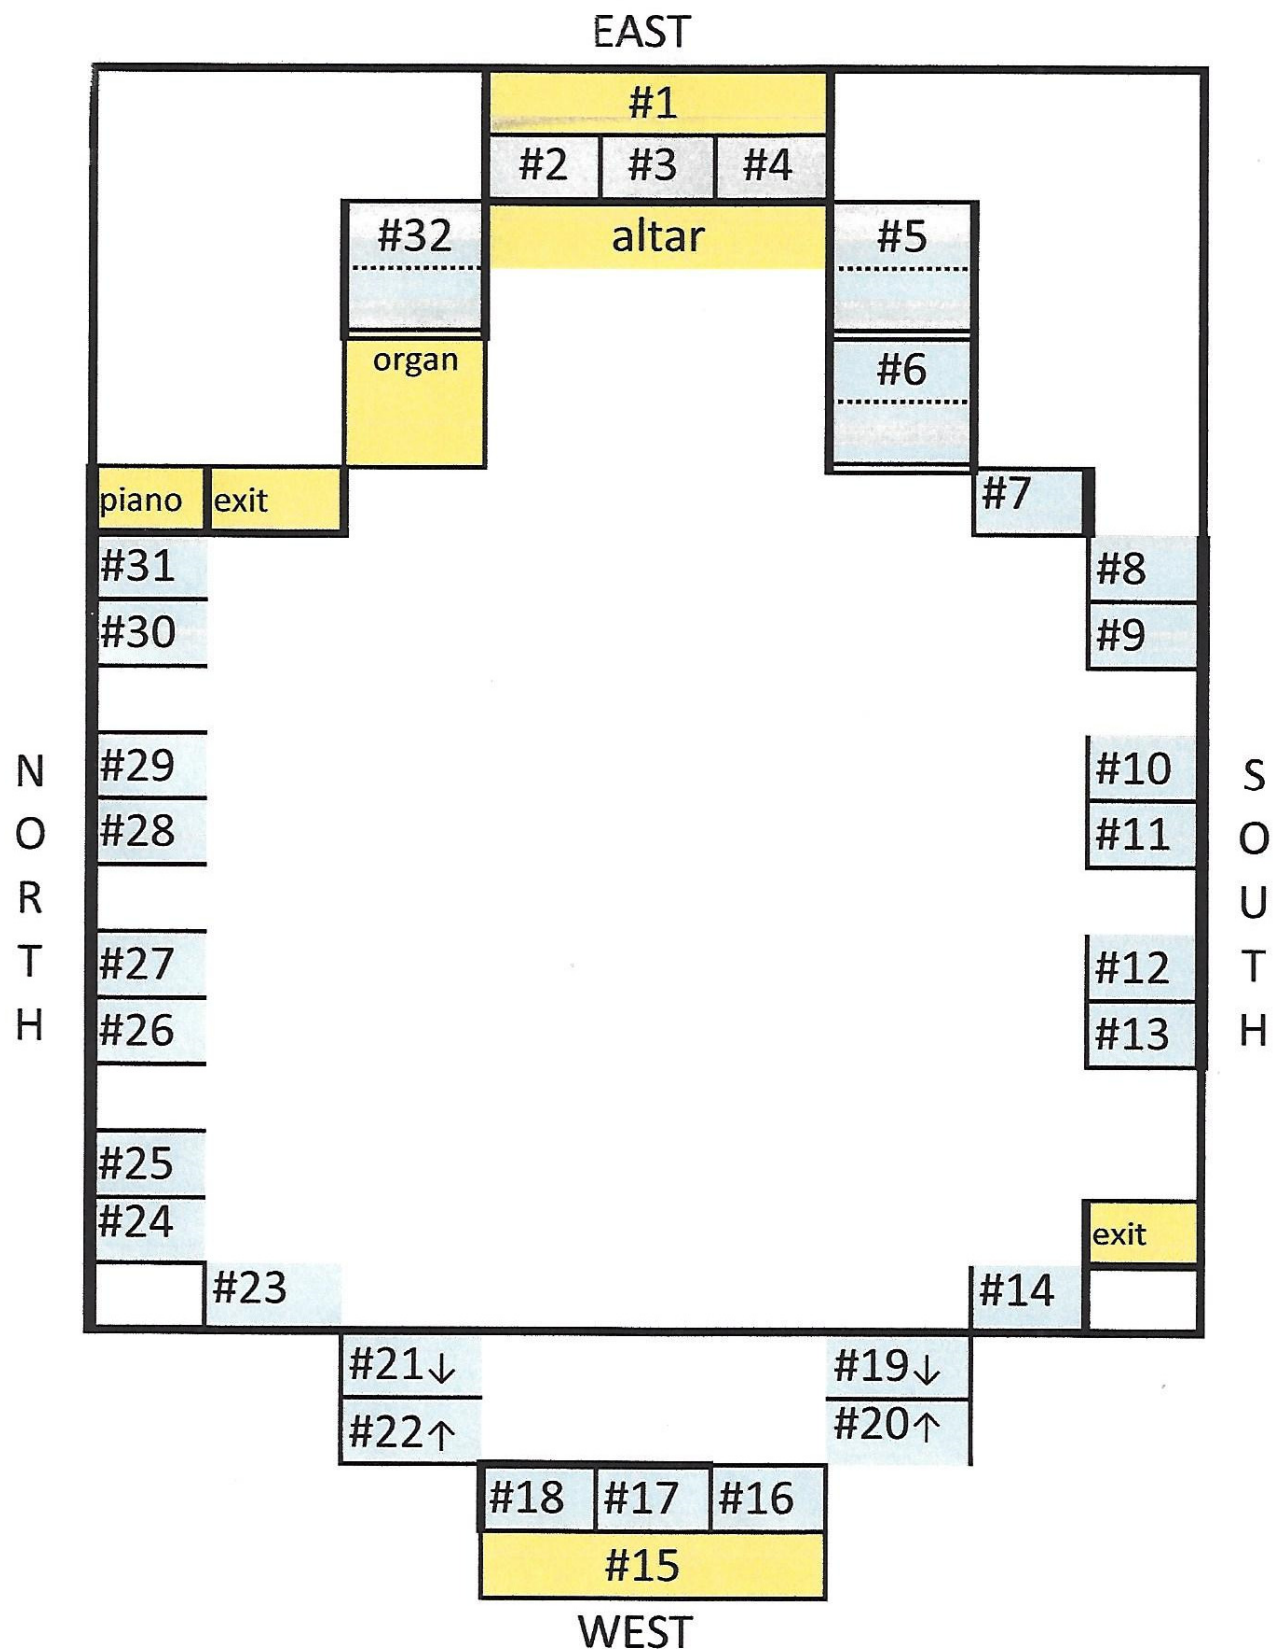 EAST
#1
#2 #3 #4
#32 altar #5
organ #6
piano exit #7
#31 #8
#30 #9
#29 #10
#28 #11
#27 #12
#26 #13
#25
#24 exit
#23 #14
#21↓ #19↓
#22↑ #20↑
#18 #17 #16
#15
WEST
NORTH
SOUTH